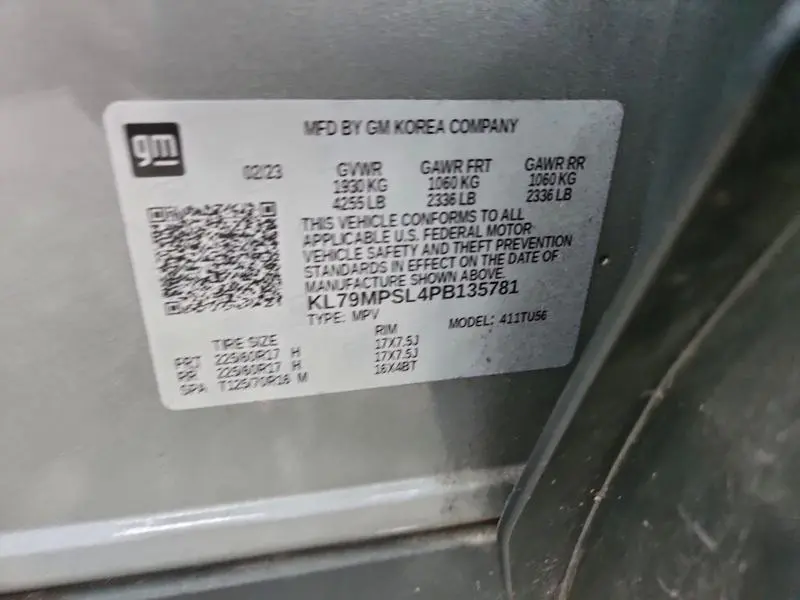 gm
MFD BY GM KOREA COMPANY
02/23 GVWR GAWR FRT GAWR RR
1930 KG 1060 KG 1060 KG
4255 LB 2336 LB 2336 LB
THIS VEHICLE CONFORMS TO ALL
APPLICABLE U.S. FEDERAL MOTOR
VEHICLE SAFETY AND THEFT PREVENTION
STANDARDS IN EFFECT ON THE DATE OF
MANUFACTURE SHOWN ABOVE.
KL79MPSL4PB135781
TYPE: MPV MODEL: 411TU56
TIRE SIZE RIM
FRT 225/60R17 H 17X7.5J
RR 225/60R17 H 17X7.5J
SPA T125/70R16 M 16X4BT